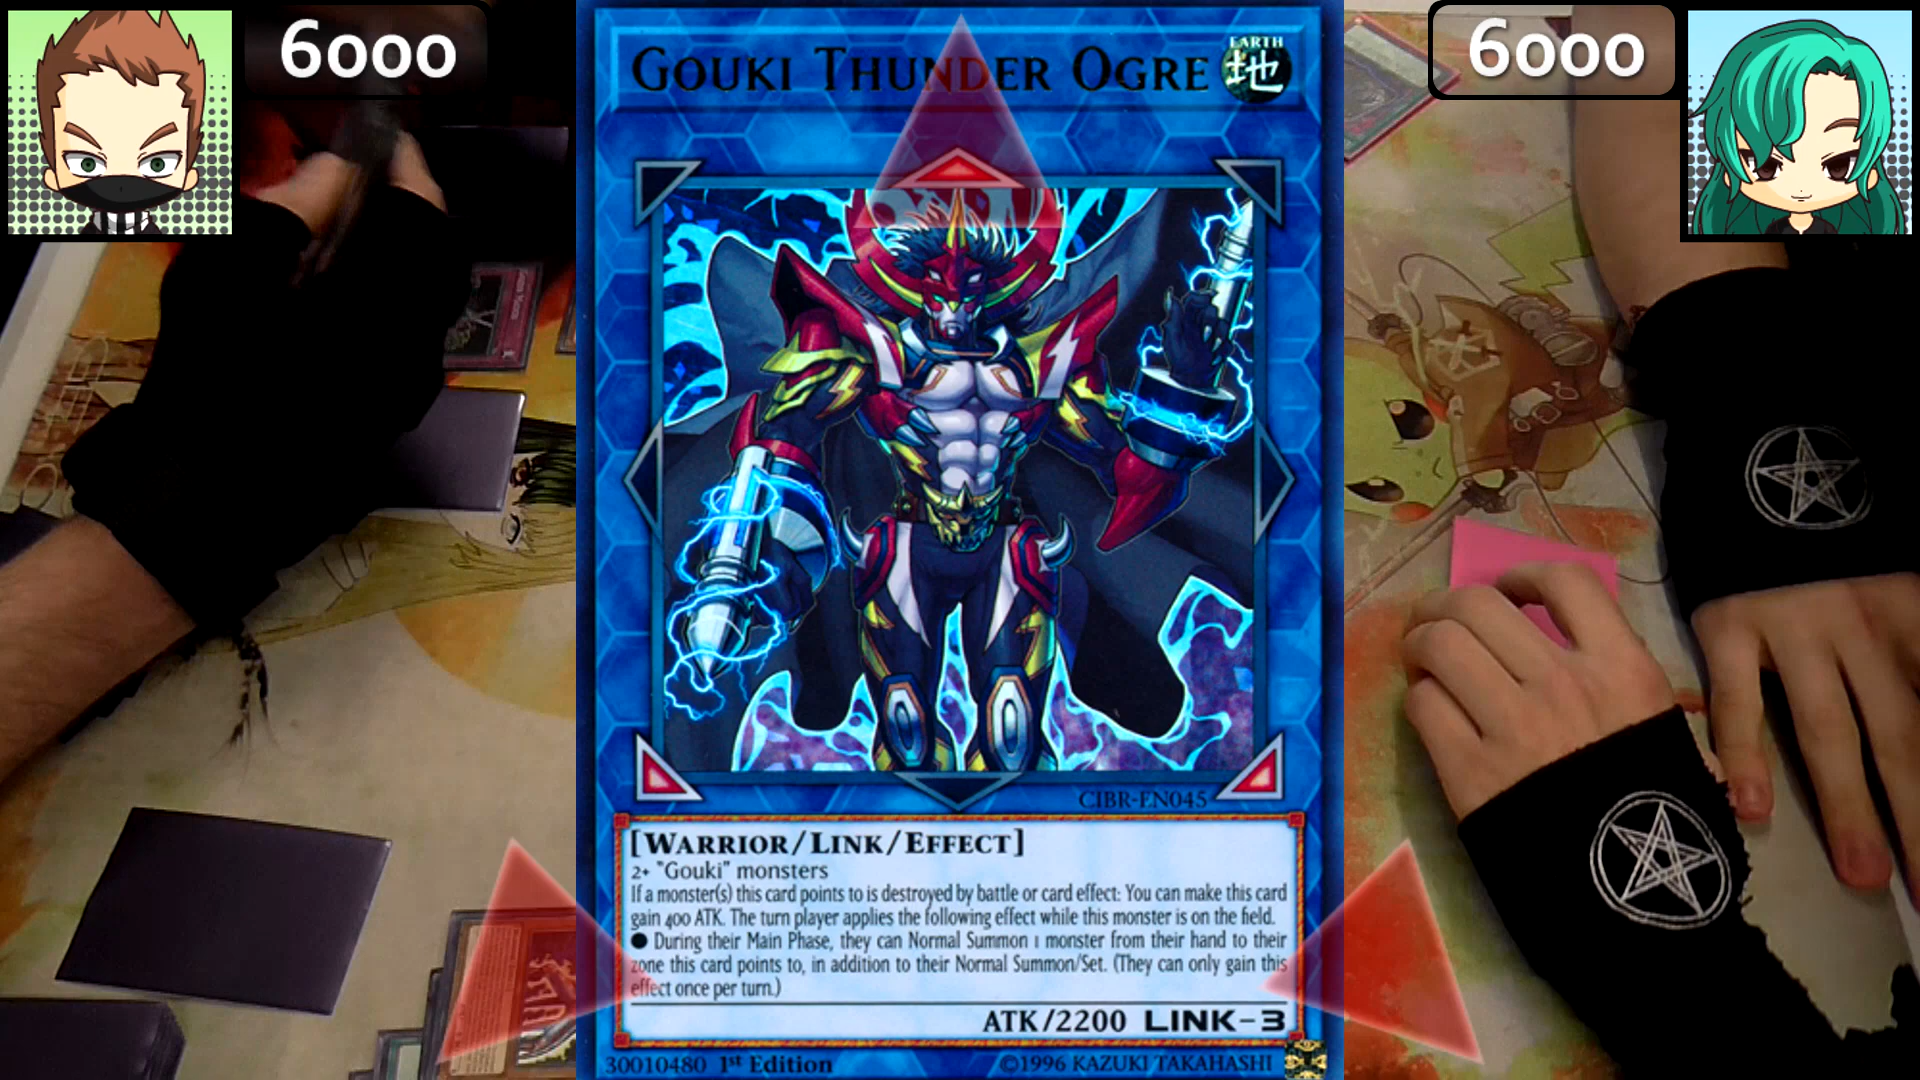 6000
6000
GOUKI THUNDER OGRE
EARTH
地
CIBR-EN045
[WARRIOR/LINK/EFFECT]
2+ "Gouki" monsters
If a monster(s) this card points to is destroyed by battle or card effect: You can make this card
gain 400 ATK. The turn player applies the following effect while this monster is on the field.
● During their Main Phase, they can Normal Summon 1 monster from their hand to their
zone this card points to, in addition to their Normal Summon/Set. (They can only gain this
effect once per turn.)
ATK/2200 LINK-3
30010480 1st Edition
©1996 KAZUKI TAKAHASHI